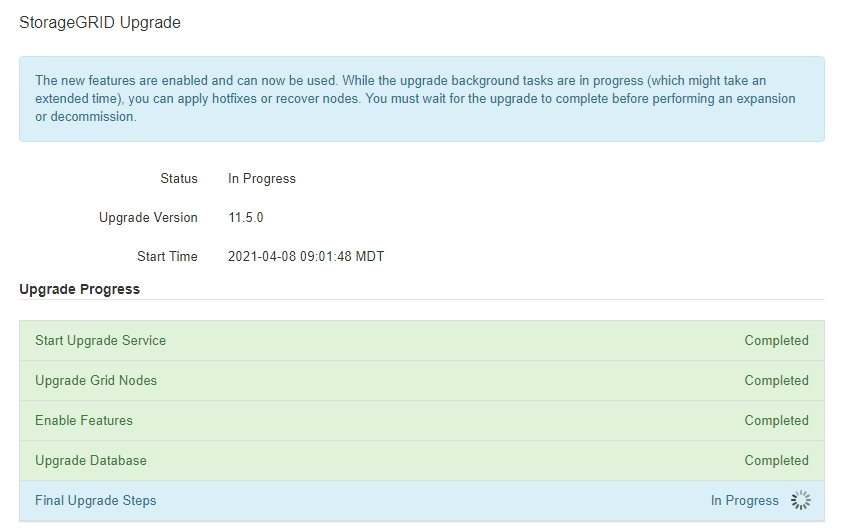 StorageGRID Upgrade
The new features are enabled and can now be used. While the upgrade background tasks are in progress (which might take an
extended time), you can apply hotfixes or recover nodes. You must wait for the upgrade to complete before performing an expansion
or decommission.
Status In Progress
Upgrade Version 11.5.0
Start Time 2021-04-08 09:01:48 MDT
Upgrade Progress
Start Upgrade Service Completed
Upgrade Grid Nodes Completed
Enable Features Completed
Upgrade Database Completed
Final Upgrade Steps In Progress